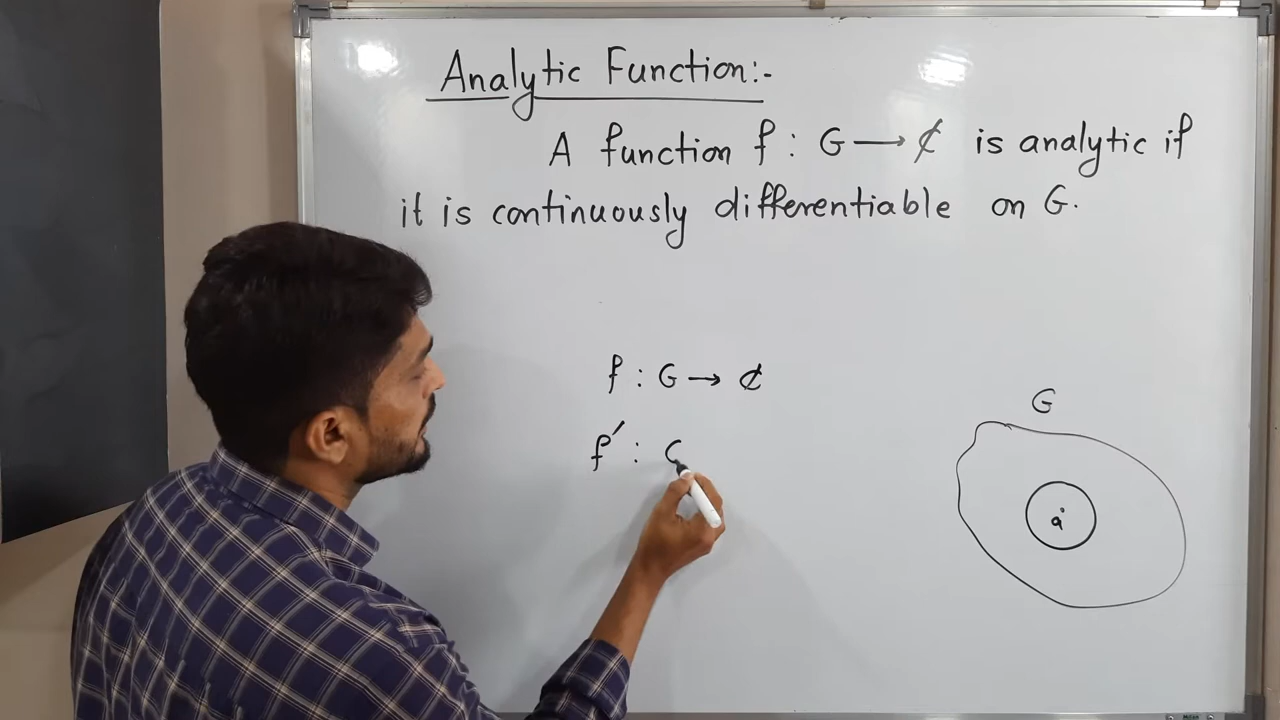 Analytic Function:-
A function f : G → ₵ is analytic if
it is continuously differentiable on G.
f : G → ₵
f′ : G
G
a